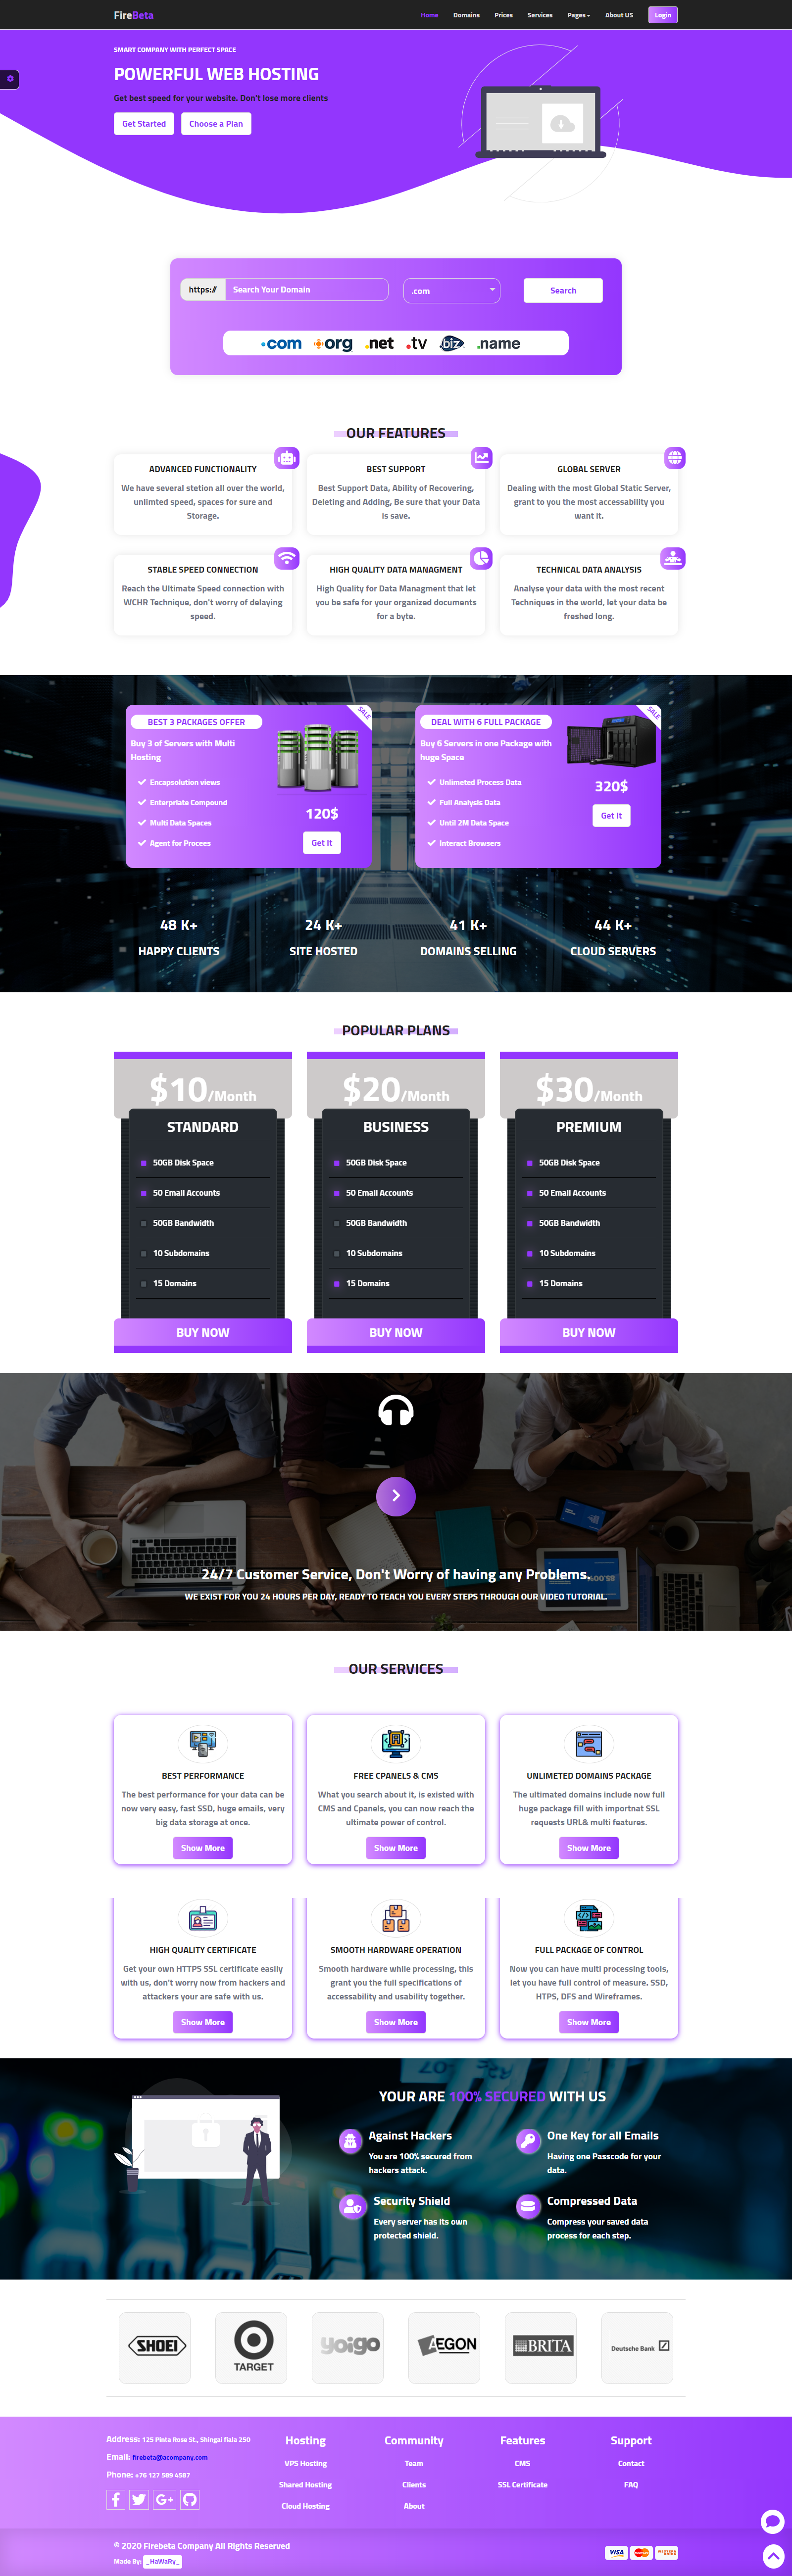 FireBeta
Home Domains Prices Services Pages About US Login
SMART COMPANY WITH PERFECT SPACE
POWERFUL WEB HOSTING
Get best speed for your website. Don't lose more clients
Get Started Choose a Plan
https:// Search Your Domain .com Search
.com .org .net .tv .biz .name
OUR FEATURES
ADVANCED FUNCTIONALITY
We have several stetion all over the world,
unlimted speed, spaces for sure and
Storage.
BEST SUPPORT
Best Support Data, Ability of Recovering,
Deleting and Adding, Be sure that your Data
is save.
GLOBAL SERVER
Dealing with the most Global Static Server,
grant to you the most accessability you
want it.
STABLE SPEED CONNECTION
Reach the Ultimate Speed connection with
WCHR Technique, don't worry of delaying
speed.
HIGH QUALITY DATA MANAGMENT
High Quality for Data Managment that let
you be safe for your organized documents
for a byte.
TECHNICAL DATA ANALYSIS
Analyse your data with the most recent
Techniques in the world, let your data be
freshed long.
BEST 3 PACKAGES OFFER
SALE
Buy 3 of Servers with Multi
Hosting
Encapsolution views
Enterpriate Compound
Multi Data Spaces
Agent for Procees
120$
Get It
DEAL WITH 6 FULL PACKAGE
SALE
Buy 6 Servers in one Package with
huge Space
Unlimeted Process Data
Full Analysis Data
Until 2M Data Space
Interact Browsers
320$
Get It
48 K+
HAPPY CLIENTS
24 K+
SITE HOSTED
41 K+
DOMAINS SELLING
44 K+
CLOUD SERVERS
POPULAR PLANS
$10/Month
STANDARD
50GB Disk Space
50 Email Accounts
50GB Bandwidth
10 Subdomains
15 Domains
BUY NOW
$20/Month
BUSINESS
50GB Disk Space
50 Email Accounts
50GB Bandwidth
10 Subdomains
15 Domains
BUY NOW
$30/Month
PREMIUM
50GB Disk Space
50 Email Accounts
50GB Bandwidth
10 Subdomains
15 Domains
BUY NOW
24/7 Customer Service, Don't Worry of having any Problems.
WE EXIST FOR YOU 24 HOURS PER DAY, READY TO TEACH YOU EVERY STEPS THROUGH OUR VIDEO TUTORIAL.
OUR SERVICES
BEST PERFORMANCE
The best performance for your data can be
now very easy, fast SSD, huge emails, very
big data storage at once.
Show More
FREE CPANELS & CMS
What you search about it, is existed with
CMS and Cpanels, you can now reach the
ultimate power of control.
Show More
UNLIMETED DOMAINS PACKAGE
The ultimated domains include now full
huge package fill with importnat SSL
requests URL& multi features.
Show More
HIGH QUALITY CERTIFICATE
Get your own HTTPS SSL certificate easily
with us, don't worry now from hackers and
attackers your are safe with us.
Show More
SMOOTH HARDWARE OPERATION
Smooth hardware while processing, this
grant you the full specifications of
accessability and usability together.
Show More
FULL PACKAGE OF CONTROL
Now you can have multi processing tools,
let you have full control of measure. SSD,
HTPS, DFS and Wireframes.
Show More
YOUR ARE 100% SECURED WITH US
Against Hackers
You are 100% secured from
hackers attack.
One Key for all Emails
Having one Passcode for your
data.
Security Shield
Every server has its own
protected shield.
Compressed Data
Compress your saved data
process for each step.
SHOEI
TARGET
yoigo
AEGON
BRITA
Deutsche Bank
Address: 125 Pinta Rosa St., Shingai fiala 250
Email: firebeta@acompany.com
Phone: +76 127 589 4587
Hosting
VPS Hosting
Shared Hosting
Cloud Hosting
Community
Team
Clients
About
Features
CMS
SSL Certificate
Support
Contact
FAQ
© 2020 Firebeta Company All Rights Reserved
Made By: _HaWaRy_
VISA MasterCard WESTERN UNION